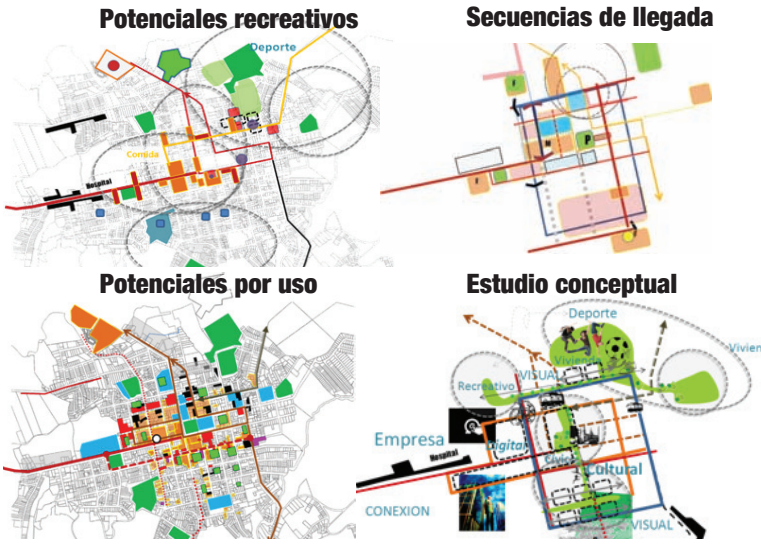 Potenciales recreativos
Secuencias de llegada
Deporte
Comida
Hospital
P
Potenciales por uso
Estudio conceptual
Deporte
Vivienda
Vivien
VISUAL
Recreativo
Empresa
Digital
Hospital
Cívico
Cultural
CONEXION
VISUAL